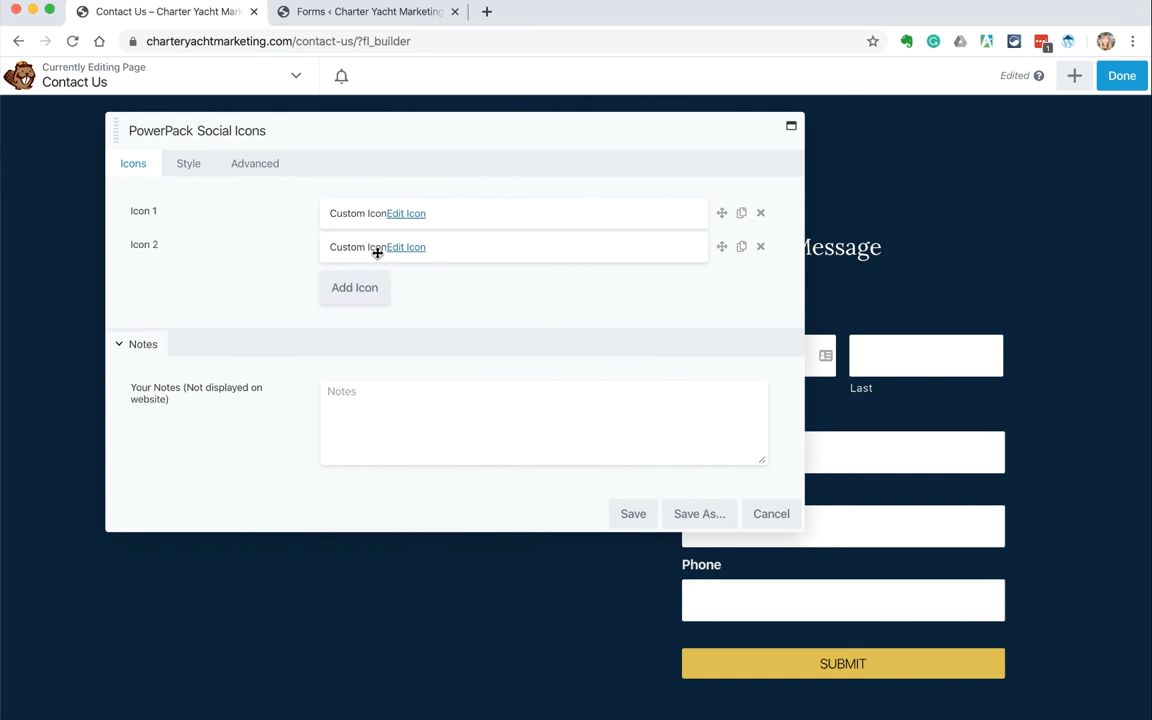 Contact Us – Charter Yacht Mark
Forms ‹ Charter Yacht Marketing
charteryachtmarketing.com/contact-us/?fl_builder
1
Currently Editing Page
Contact Us
Edited
Done
PowerPack Social Icons
Icons Style Advanced
Icon 1 Custom IconEdit Icon
Icon 2 Custom IconEdit Icon
Message
Add Icon
Notes
Your Notes (Not displayed on
website)
Notes
Last
Save Save As... Cancel
Phone
SUBMIT